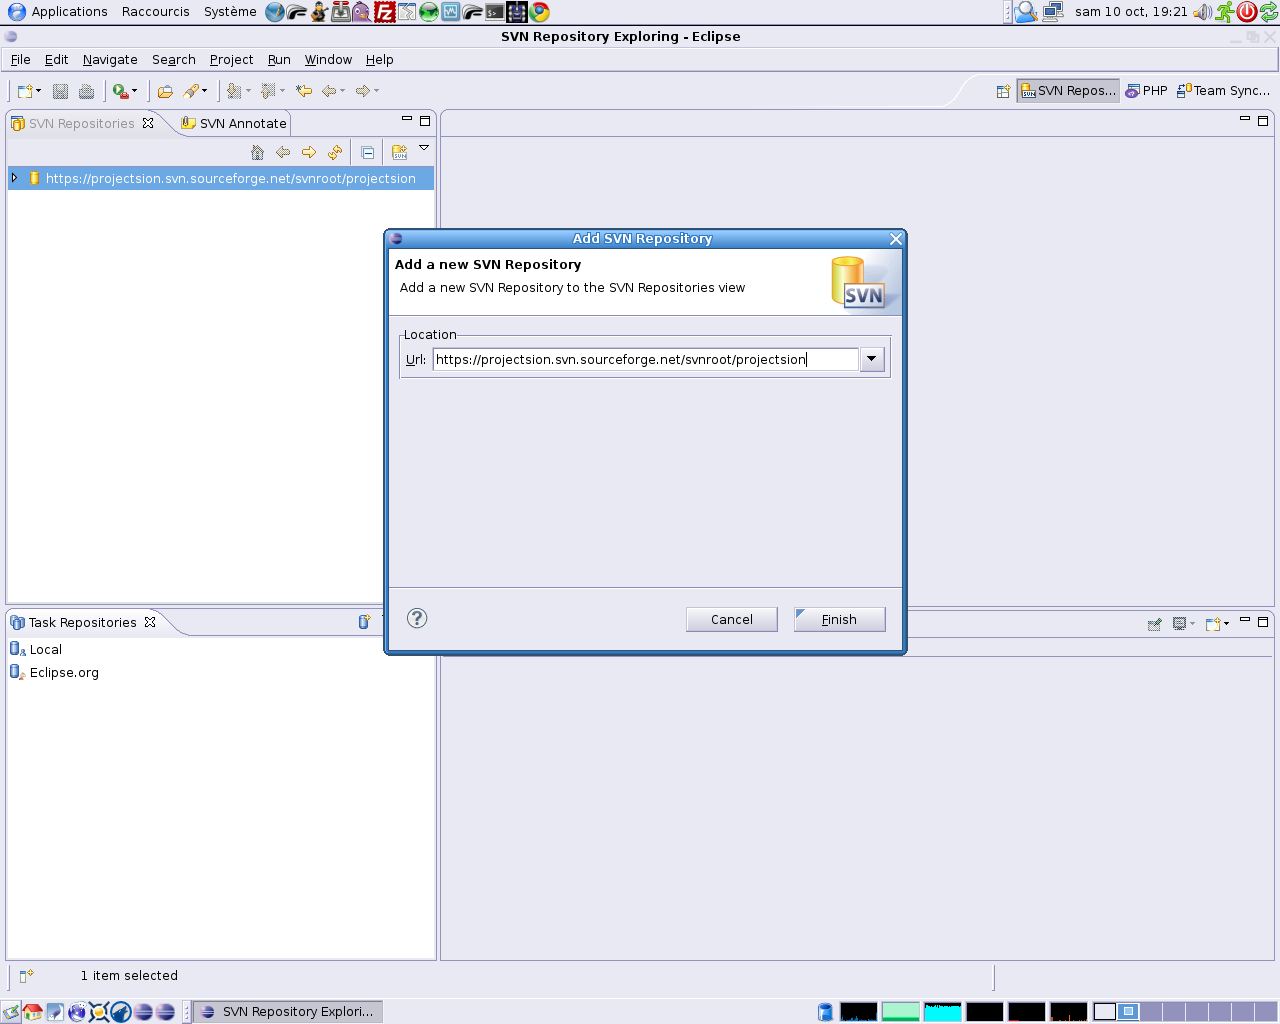 Applications Raccourcis Système sam 10 oct, 19:21
SVN Repository Exploring - Eclipse
File Edit Navigate Search Project Run Window Help
SVN Repos... PHP Team Sync...
SVN Repositories SVN Annotate
https://projectsion.svn.sourceforge.net/svnroot/projectsion
Add SVN Repository
Add a new SVN Repository
Add a new SVN Repository to the SVN Repositories view
SVN
Location
Url: https://projectsion.svn.sourceforge.net/svnroot/projectsion
? Cancel Finish
Task Repositories
Local
Eclipse.org
1 item selected
SVN Repository Explori...